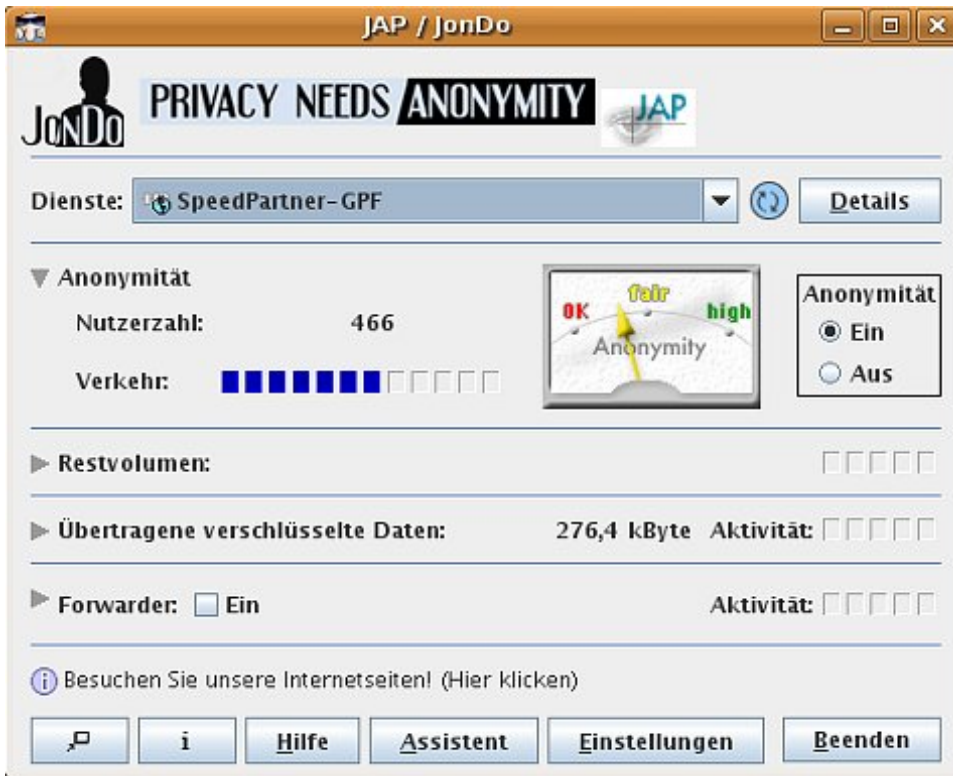 JAP / JonDo
JONDO PRIVACY NEEDS ANONYMITY JAP
Dienste: SpeedPartner-GPF Details
Anonymität
Nutzerzahl: 466
Verkehr:
OK fair high
Anonymity
Anonymität
Ein
Aus
Restvolumen:
Übertragene verschlüsselte Daten: 276,4 kByte Aktivität:
Forwarder: Ein Aktivität:
Besuchen Sie unsere Internetseiten! (Hier klicken)
i Hilfe Assistent Einstellungen Beenden